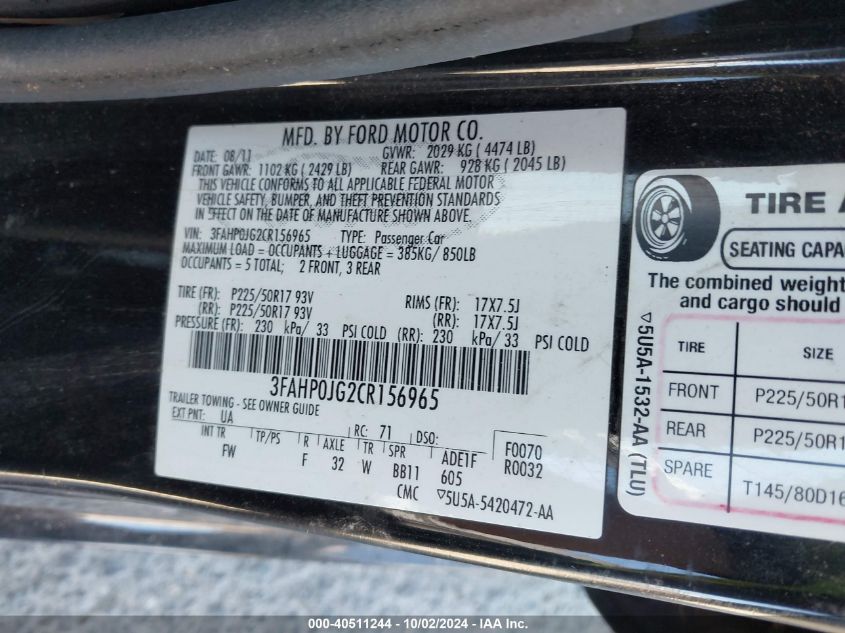 MFD. BY FORD MOTOR CO.
DATE: 08/11 GVWR: 2029 KG ( 4474 LB)
FRONT GAWR: 1102 KG ( 2429 LB) REAR GAWR: 928 KG ( 2045 LB)
THIS VEHICLE CONFORMS TO ALL APPLICABLE FEDERAL MOTOR
VEHICLE SAFETY, BUMPER, AND THEFT PREVENTION STANDARDS
IN EFFECT ON THE DATE OF MANUFACTURE SHOWN ABOVE.
VIN: 3FAHP0JG2CR156965 TYPE: Passenger Car
MAXIMUM LOAD = OCCUPANTS + LUGGAGE = 385KG/ 850LB
OCCUPANTS = 5 TOTAL; 2 FRONT, 3 REAR
TIRE (FR): P225/50R17 93V RIMS (FR): 17X7.5J
(RR): P225/50R17 93V (RR): 17X7.5J
PRESSURE (FR): 230 kPa/ 33 PSI COLD (RR): 230 kPa/ 33 PSI COLD
3FAHP0JG2CR156965
TRAILER TOWING - SEE OWNER GUIDE
EXT PNT: UA RC: 71 DSO: F0070
INT TR TP/PS R AXLE TR SPR ADE1F R0032
FW F 32 W BB11 605
CMC ▽5U5A-5420472-AA
TIRE
SEATING
The combined weight
and cargo should
▽5U5A-1532-AA (TLU)
TIRE SIZE
FRONT P225/50R1
REAR P225/50R1
SPARE T145/80D16
000-40511244 - 10/02/2024 - IAA Inc.